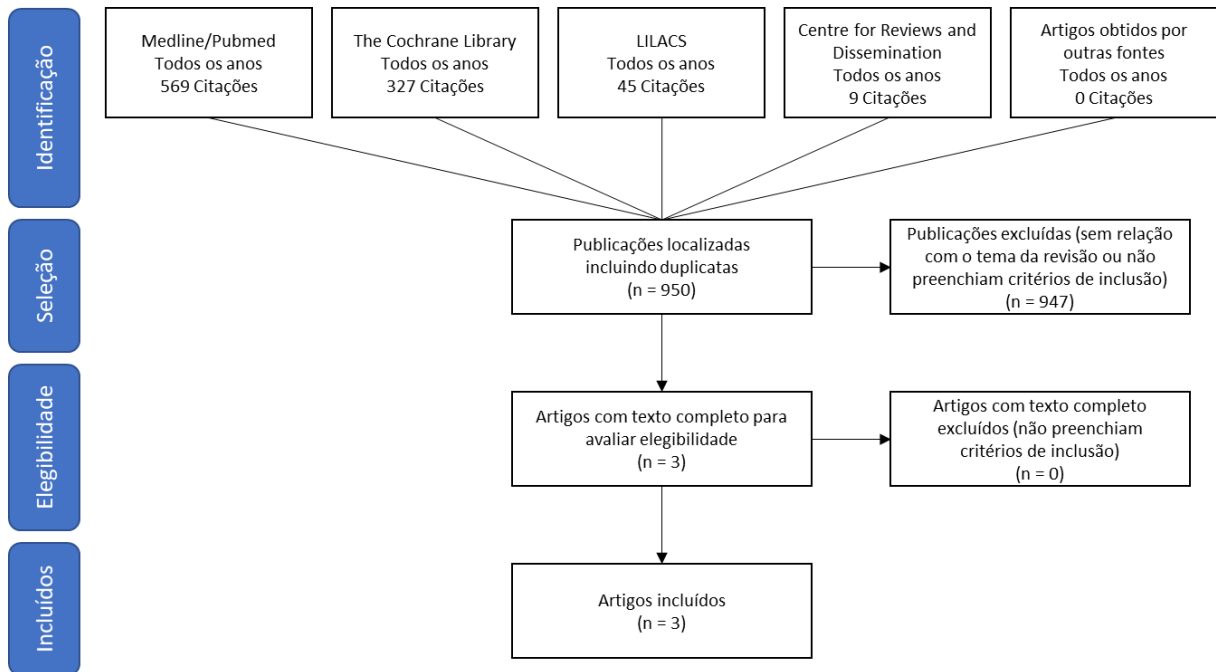 Identificação
Medline/Pubmed
Todos os anos
569 Citações
The Cochrane Library
Todos os anos
327 Citações
LILACS
Todos os anos
45 Citações
Centre for Reviews and
Dissemination
Todos os anos
9 Citações
Artigos obtidos por
outras fontes
Todos os anos
0 Citações
Seleção
Publicações localizadas
incluindo duplicatas
(n = 950)
Publicações excluídas (sem relação
com o tema da revisão ou não
preenchiam critérios de inclusão)
(n = 947)
Elegibilidade
Artigos com texto completo para
avaliar elegibilidade
(n = 3)
Artigos com texto completo
excluídos (não preenchiam
critérios de inclusão)
(n = 0)
Incluídos
Artigos incluídos
(n = 3)